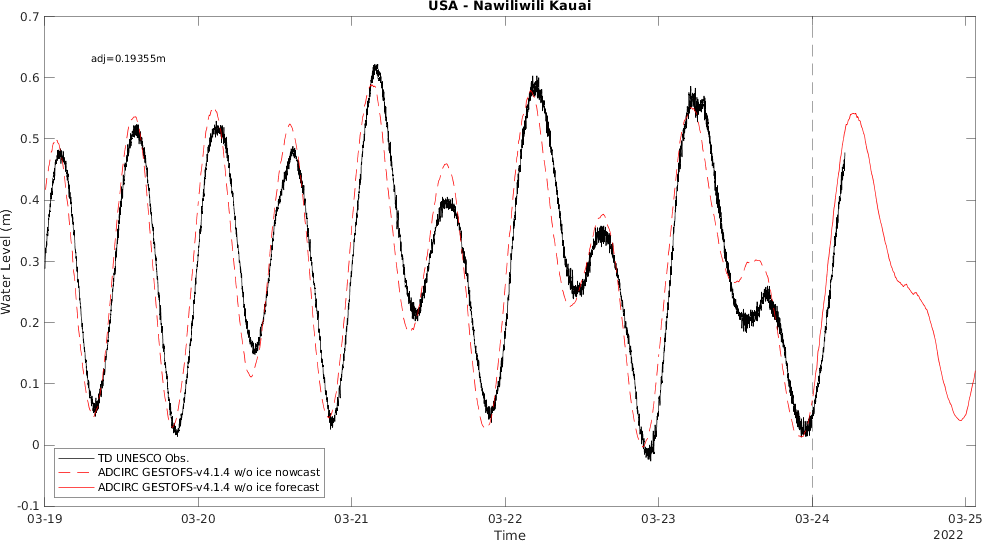 USA - Nawiliwili Kauai
adj=0.19355m
0.7
0.6
0.5
0.4
0.3
0.2
0.1
0
-0.1
Water Level (m)
TD UNESCO Obs.
ADCIRC GESTOFS-v4.1.4 w/o ice nowcast
ADCIRC GESTOFS-v4.1.4 w/o ice forecast
03-19 03-20 03-21 03-22 03-23 03-24 03-25
Time
2022